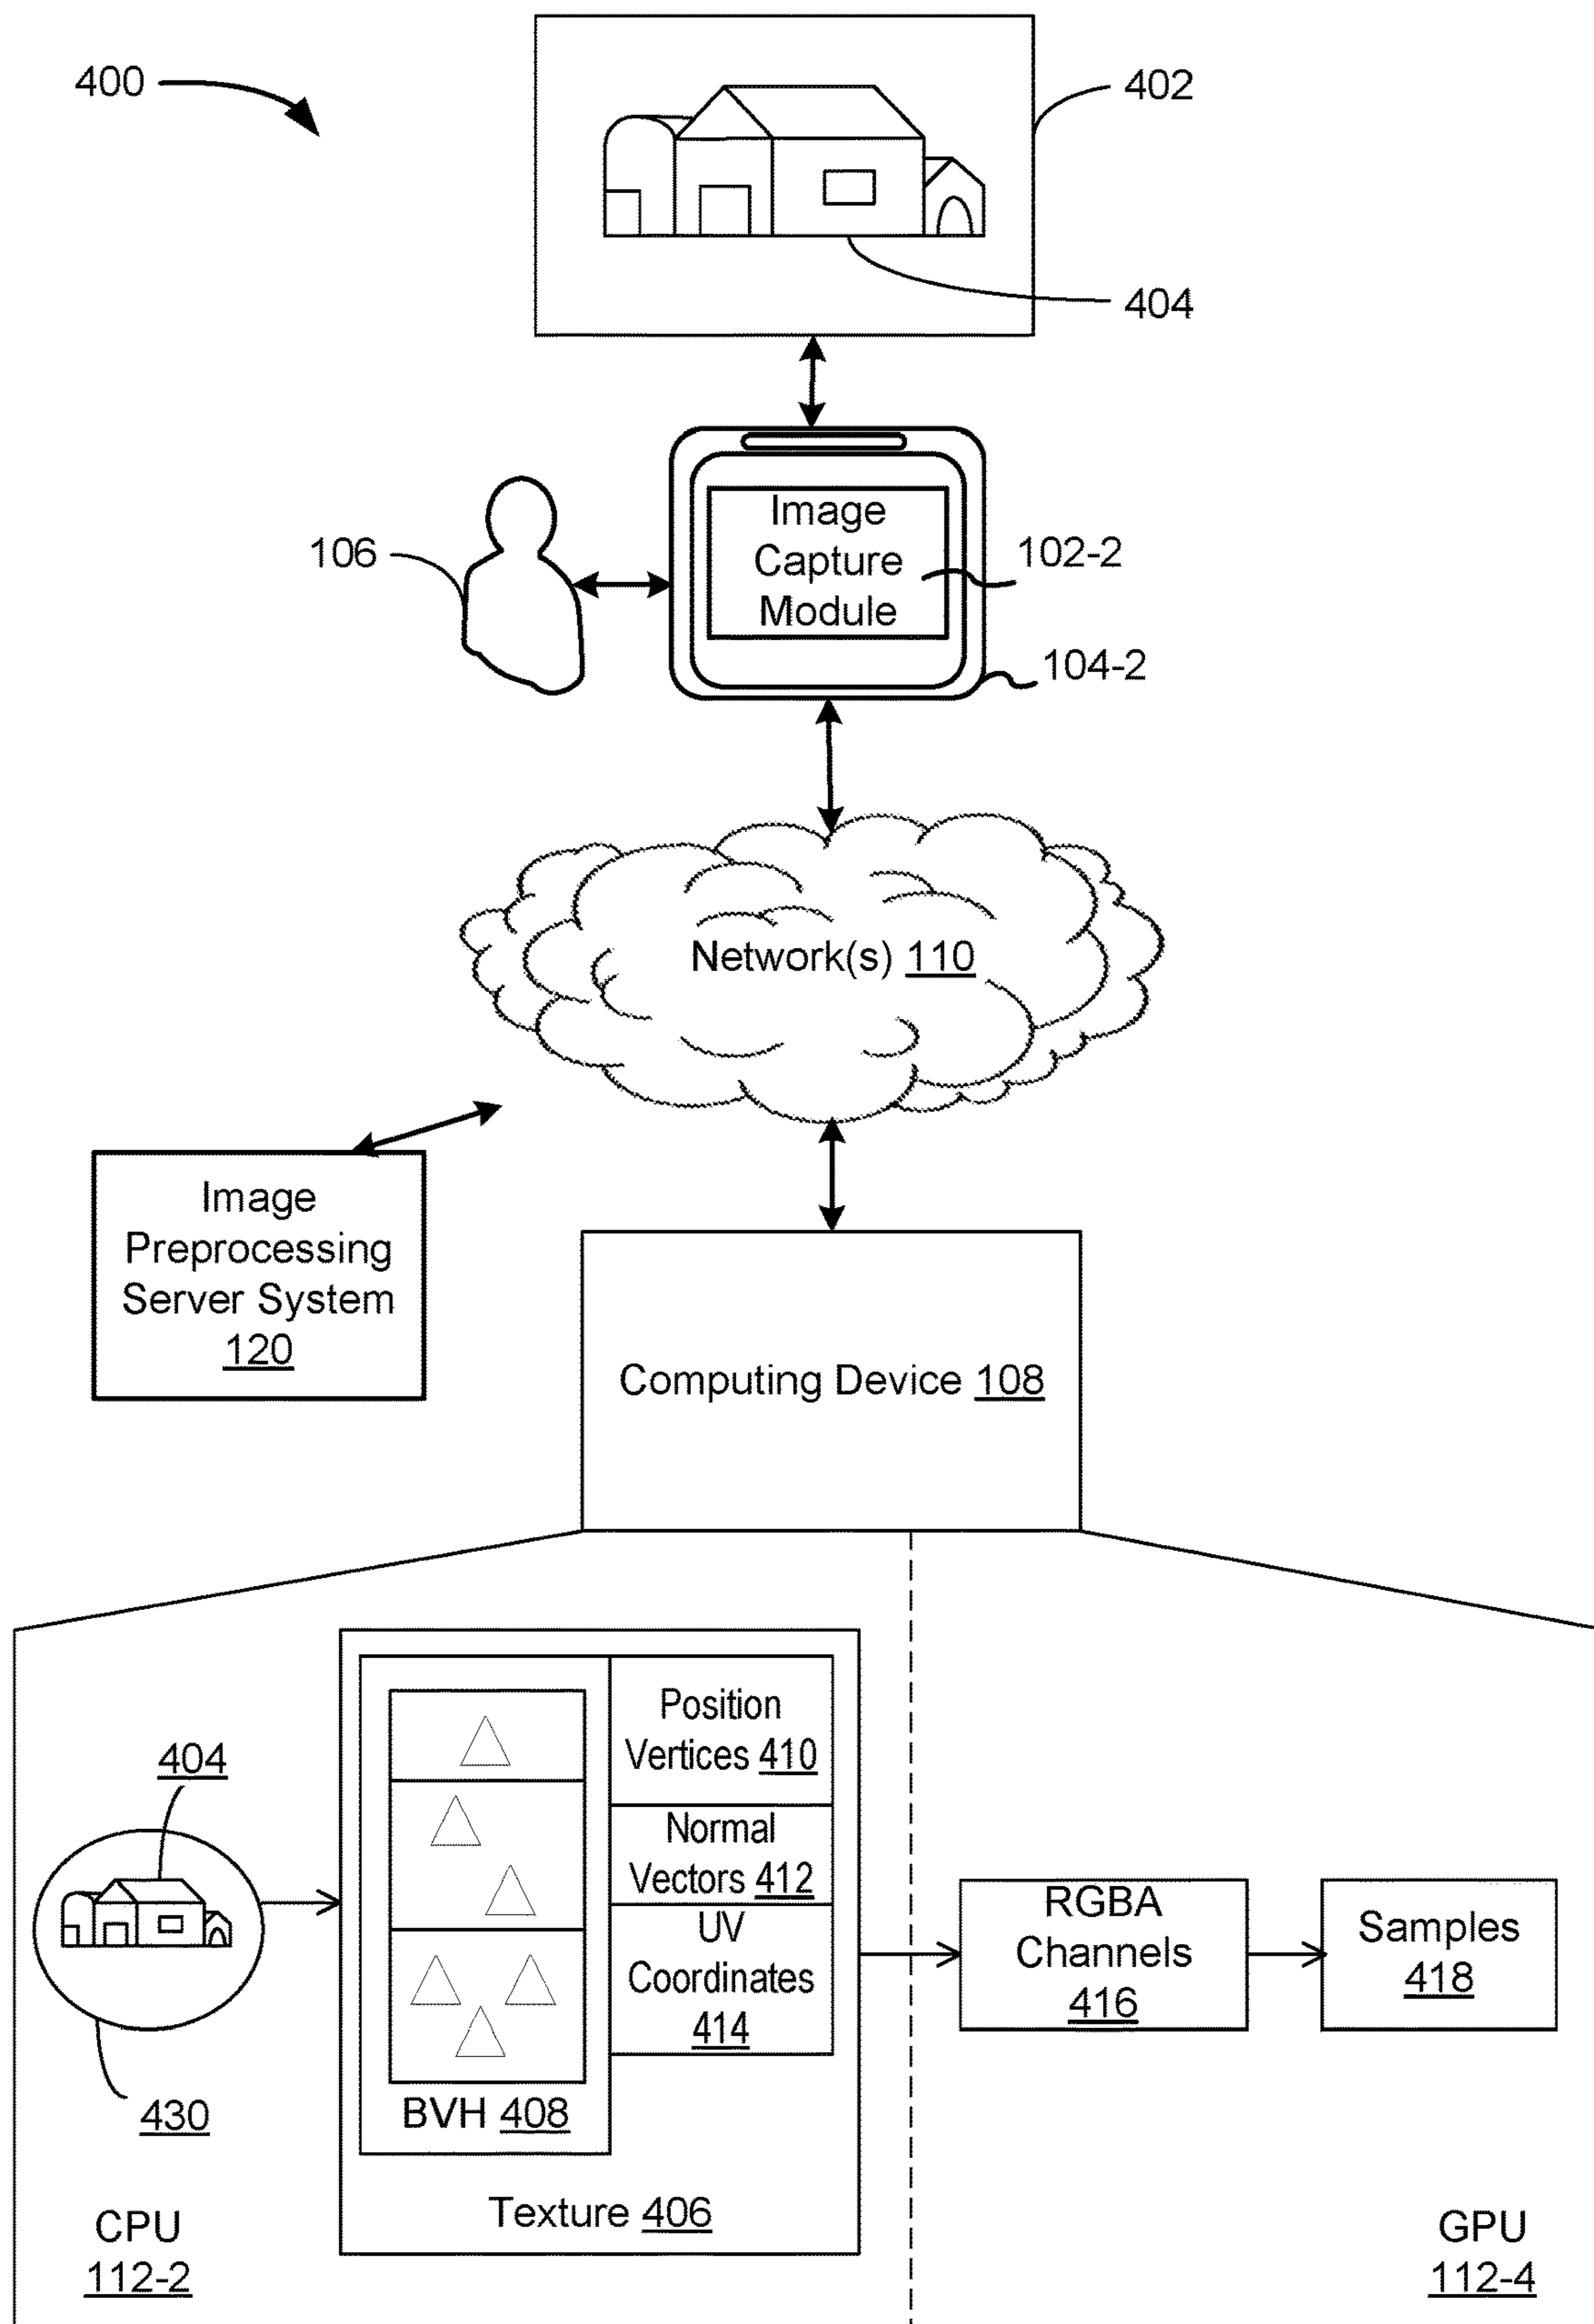 400
402
404
Image
Capture
Module
106
102-2
104-2
Network(s) 110
Image
Preprocessing
Server System
120
Computing Device 108
404
430
Position
Vertices 410
Normal
Vectors 412
UV
Coordinates
414
BVH 408
Texture 406
RGBA
Channels
416
Samples
418
CPU
112-2
GPU
112-4